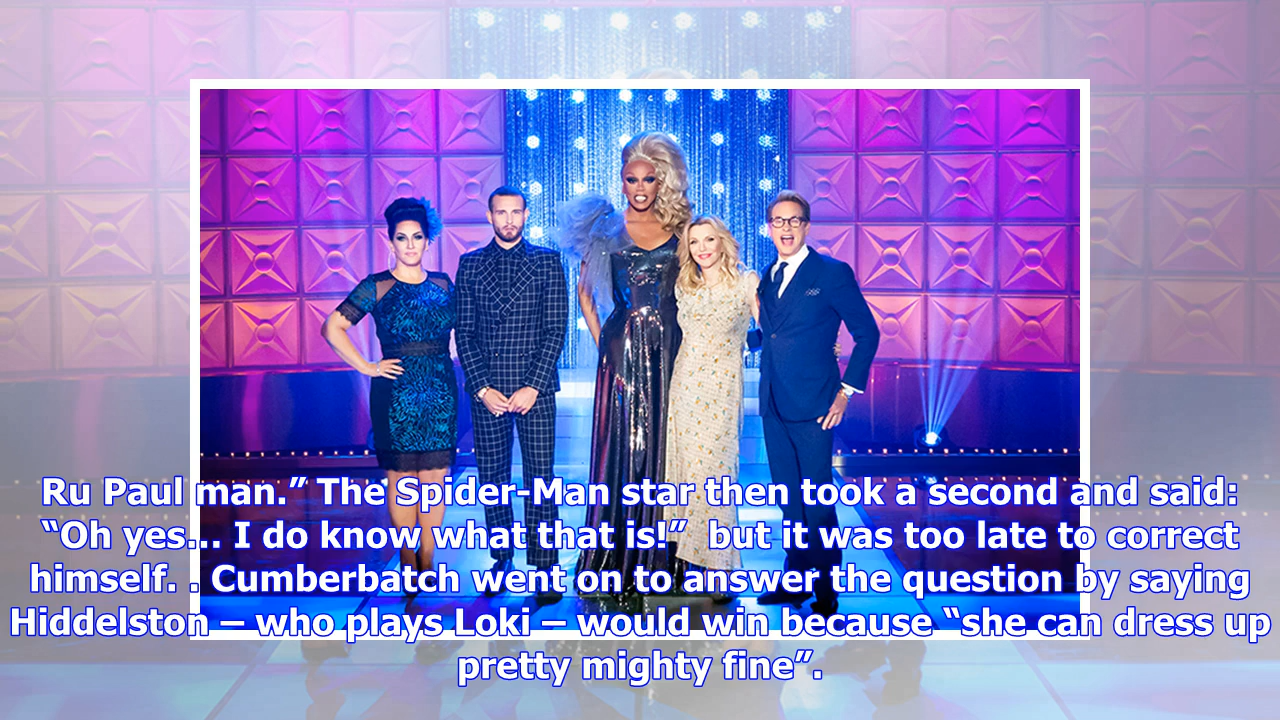 Ru Paul man.” The Spider-Man star then took a second and said:
“Oh yes... I do know what that is!”  but it was too late to correct
himself. . Cumberbatch went on to answer the question by saying
Hiddelston – who plays Loki – would win because “she can dress up
pretty mighty fine”.